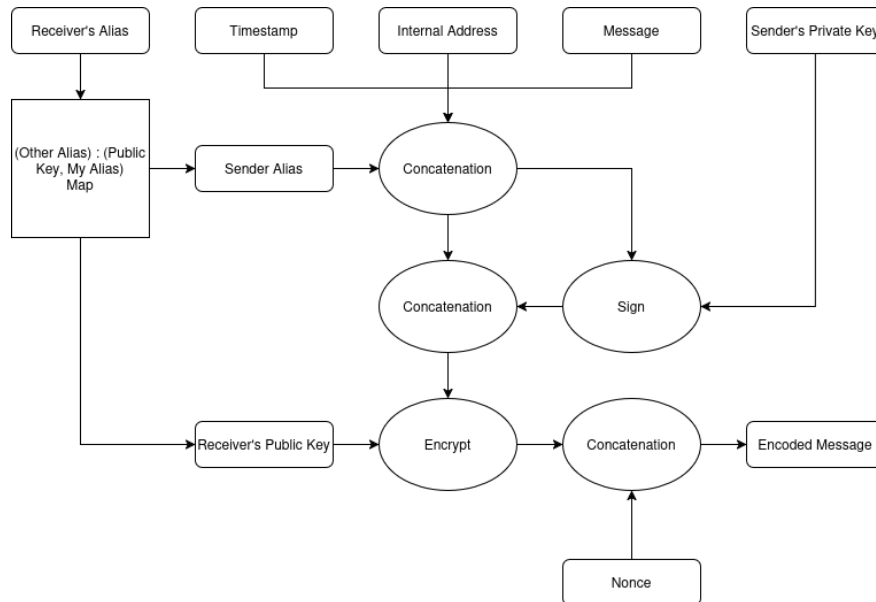 Receiver's Alias
Timestamp
Internal Address
Message
Sender's Private Key
(Other Alias) : (Public
Key, My Alias)
Map
Sender Alias
Concatenation
Concatenation
Sign
Receiver's Public Key
Encrypt
Concatenation
Encoded Message
Nonce